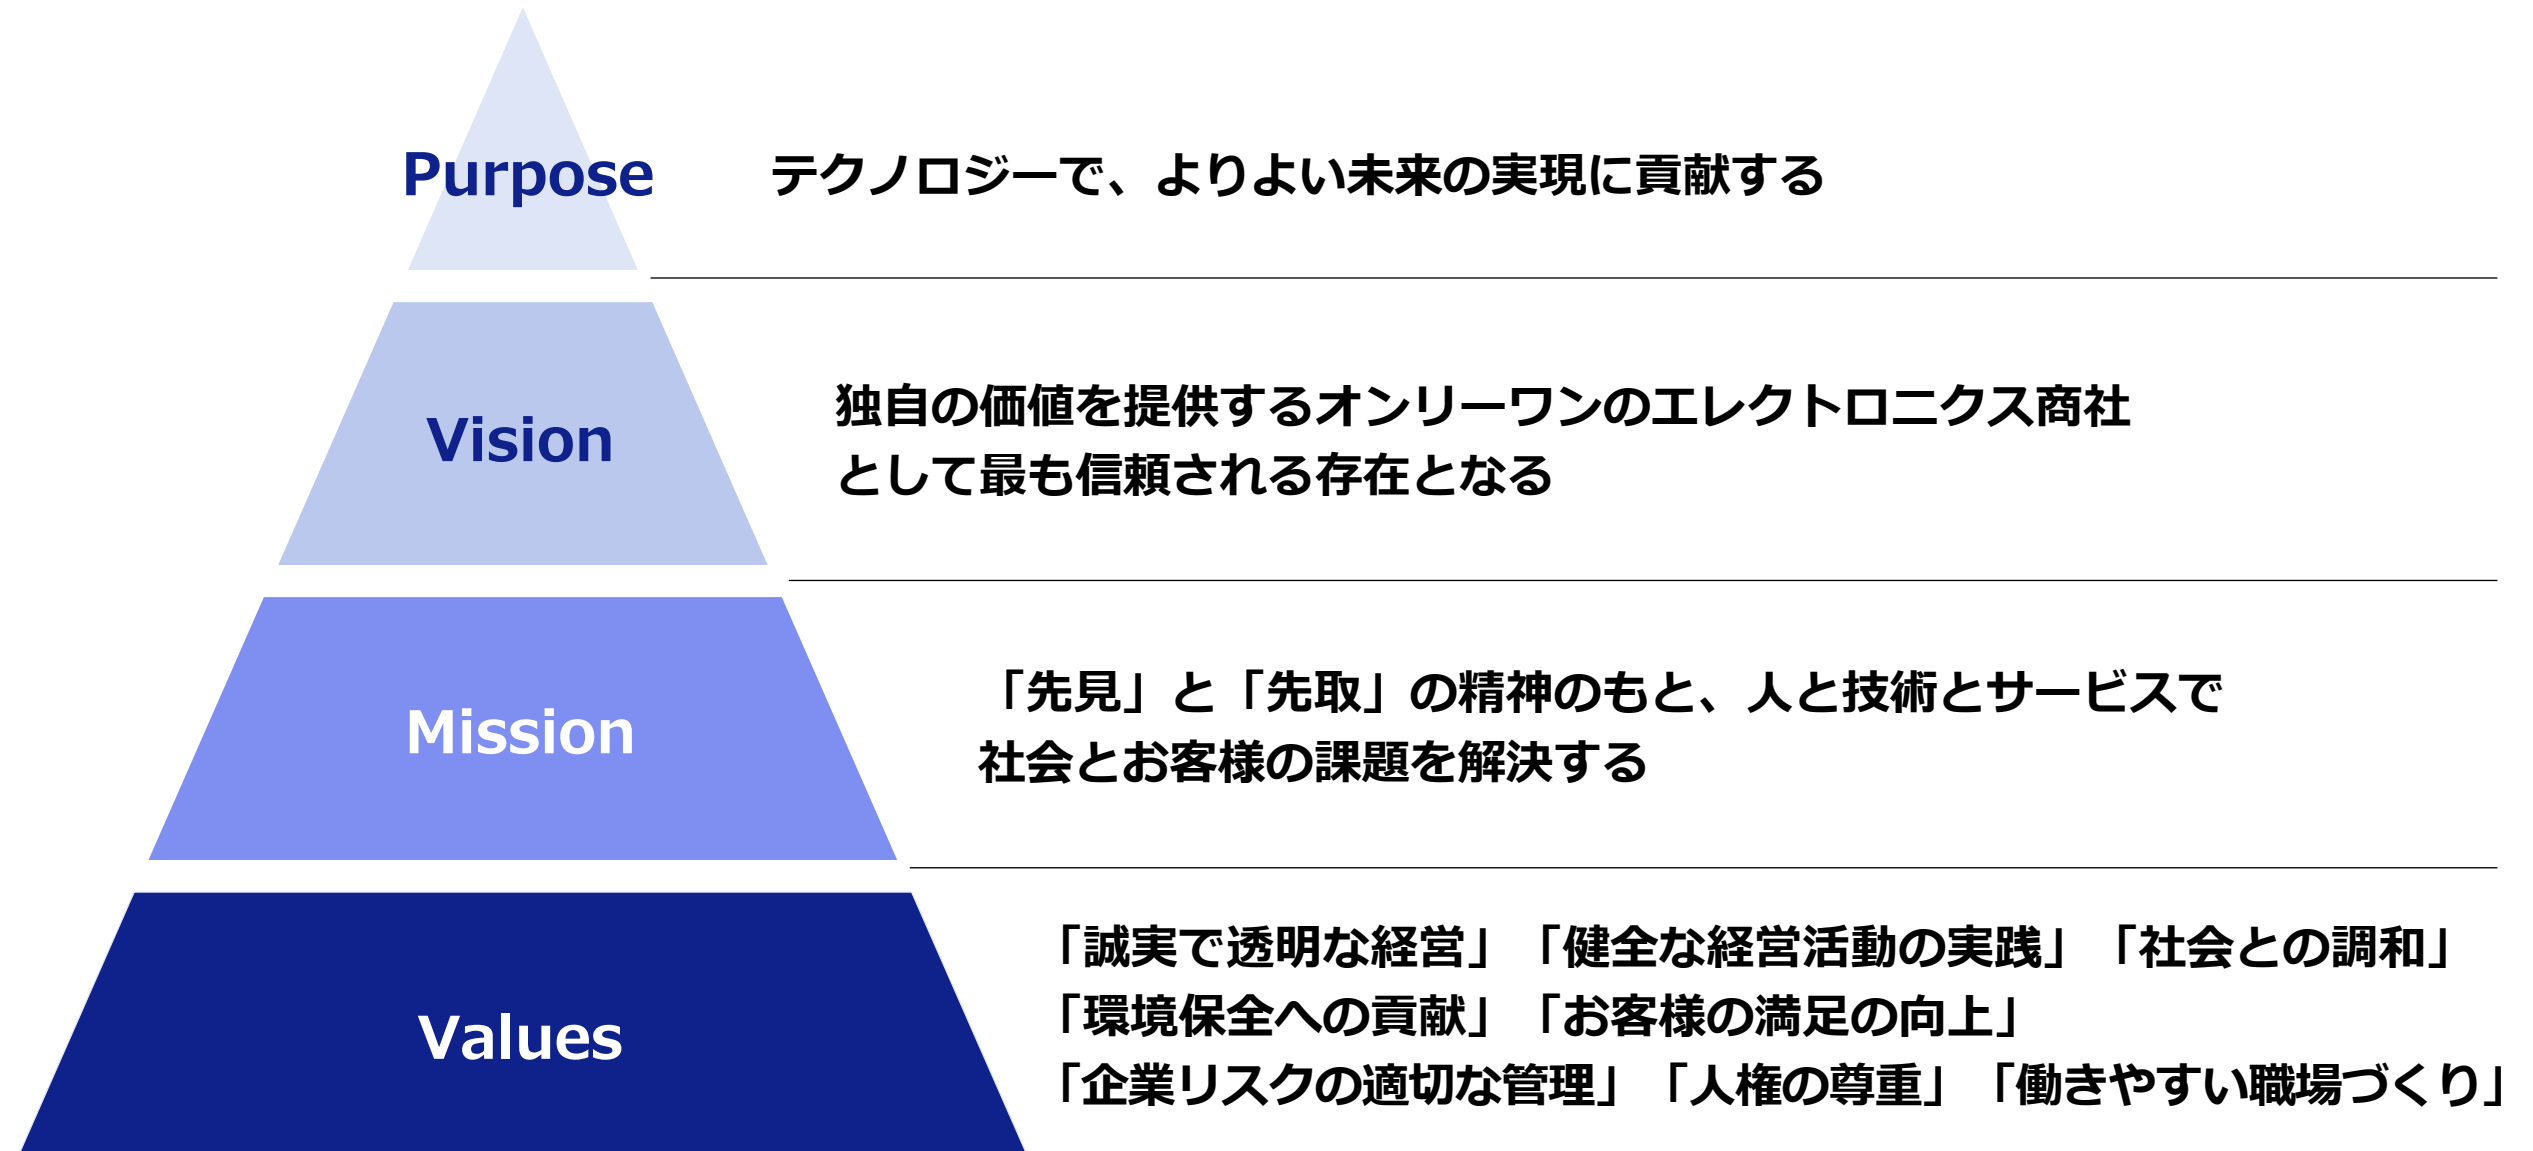 Purpose
テクノロジーで、よりよい未来の実現に貢献する
Vision
独自の価値を提供するオンリーワンのエレクトロニクス商社
として最も信頼される存在となる
Mission
「先見」と「先取」の精神のもと、人と技術とサービスで
社会とお客様の課題を解決する
Values
「誠実で透明な経営」「健全な経営活動の実践」「社会との調和」
「環境保全への貢献」「お客様の満足の向上」
「企業リスクの適切な管理」「人権の尊重」「働きやすい職場づくり」